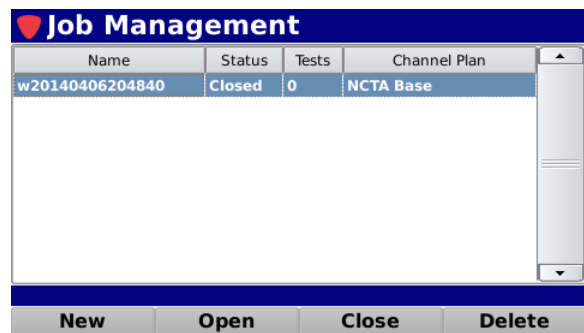 Job Management
Name Status Tests Channel Plan
w20140406204840 Closed 0 NCTA Base
New Open Close Delete